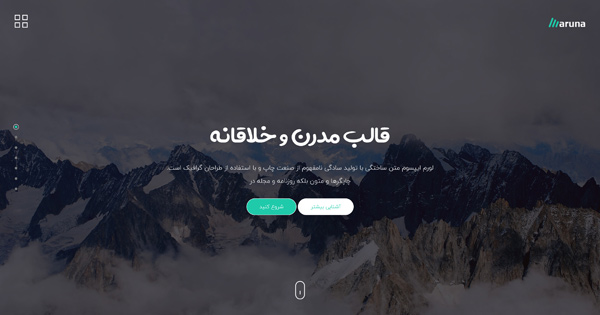 maruna
قالب مدرن و خلاقانه
لورم ایپسوم متن ساختگی با تولید سادگی نامفهوم از صنعت چاپ و با استفاده از طراحان گرافیک است.
چاپگرها و متون بلکه روزنامه و مجله در
آشنایی بیشتر
شروع کنید